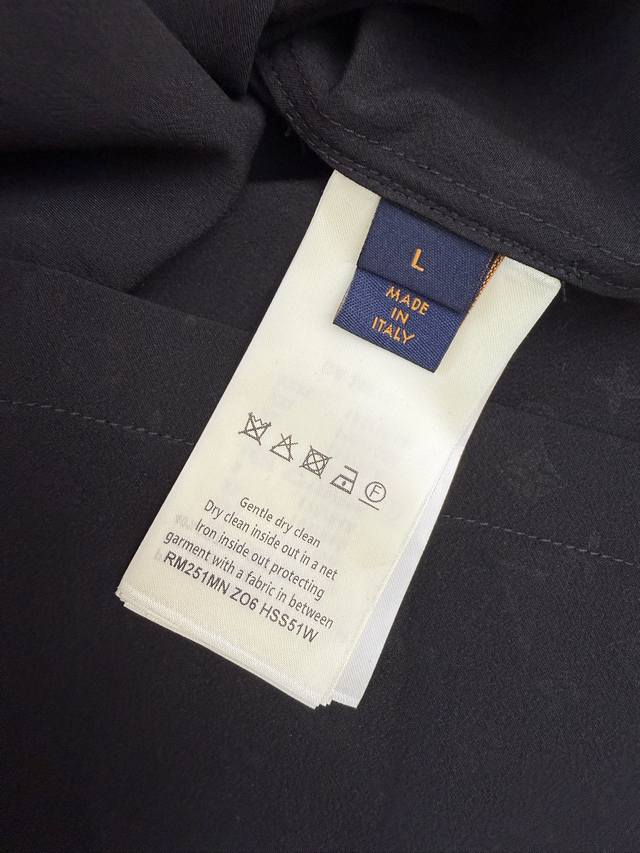 L
MADE
IN
ITALY
F
Gentle dry clean
Dry clean inside out in a net
Iron inside out protecting
garment with a fabric in between
RM251MN ZO6 HSS51W